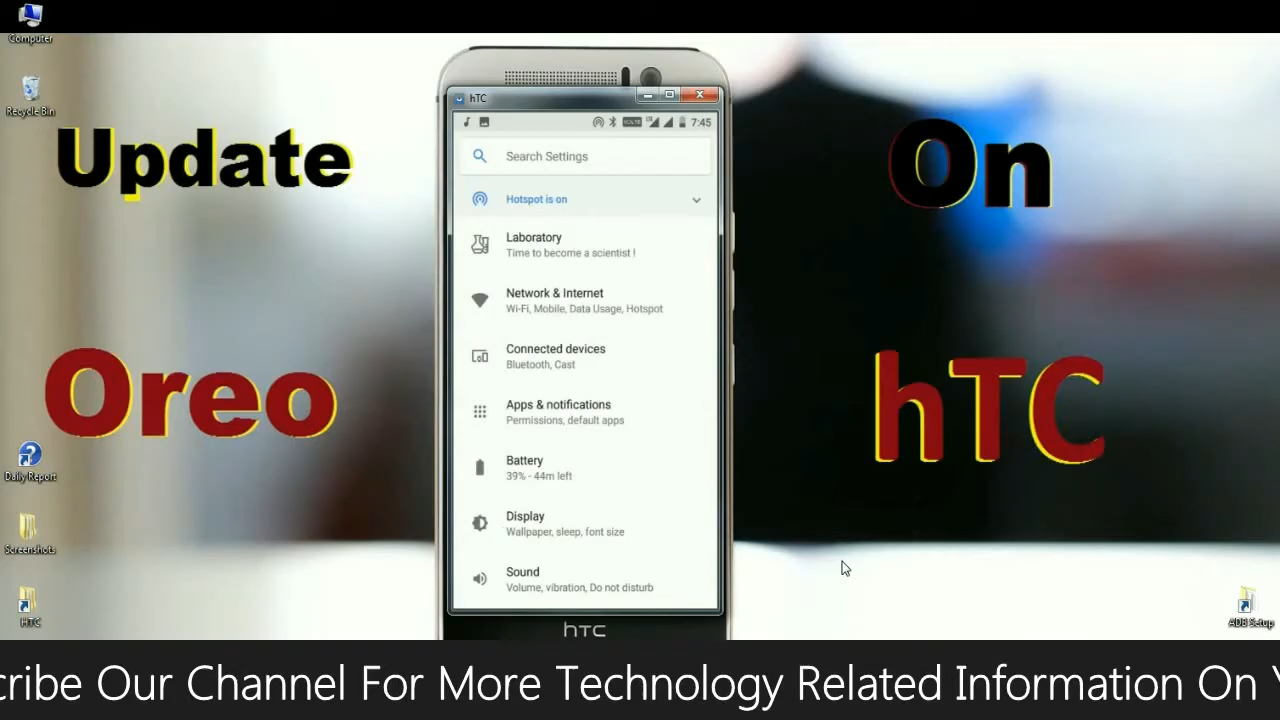 Computer
Recycle Bin
Update
On
Oreo
hTC
Daily Report
Screenshots
HTC
ADB Setup
hTC
VOLTE
LTE
7:45
Search Settings
Hotspot is on
Laboratory
Time to become a scientist !
Network & Internet
Wi-Fi, Mobile, Data Usage, Hotspot
Connected devices
Bluetooth, Cast
Apps & notifications
Permissions, default apps
Battery
39% - 44m left
Display
Wallpaper, sleep, font size
Sound
Volume, vibration, Do not disturb
hTC
cribe Our Channel For More Technology Related Information On